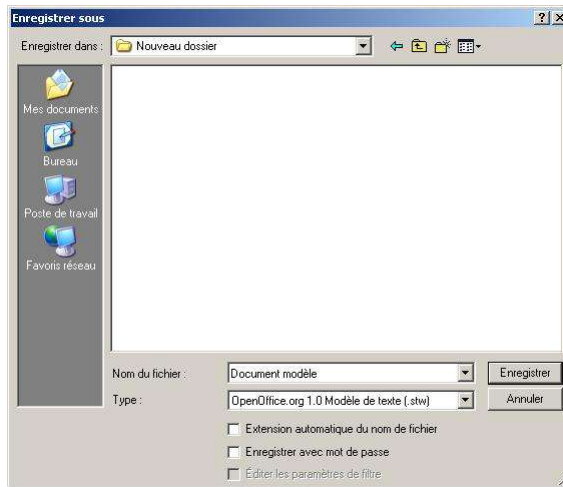 Enregistrer sous
Enregistrer dans :
Nouveau dossier
Mes documents
Bureau
Poste de travail
Favoris réseau
Nom du fichier :
Document modèle
Enregistrer
Type :
OpenOffice.org 1.0 Modèle de texte (.stw)
Annuler
Extension automatique du nom de fichier
Enregistrer avec mot de passe
Éditer les paramètres de filtre